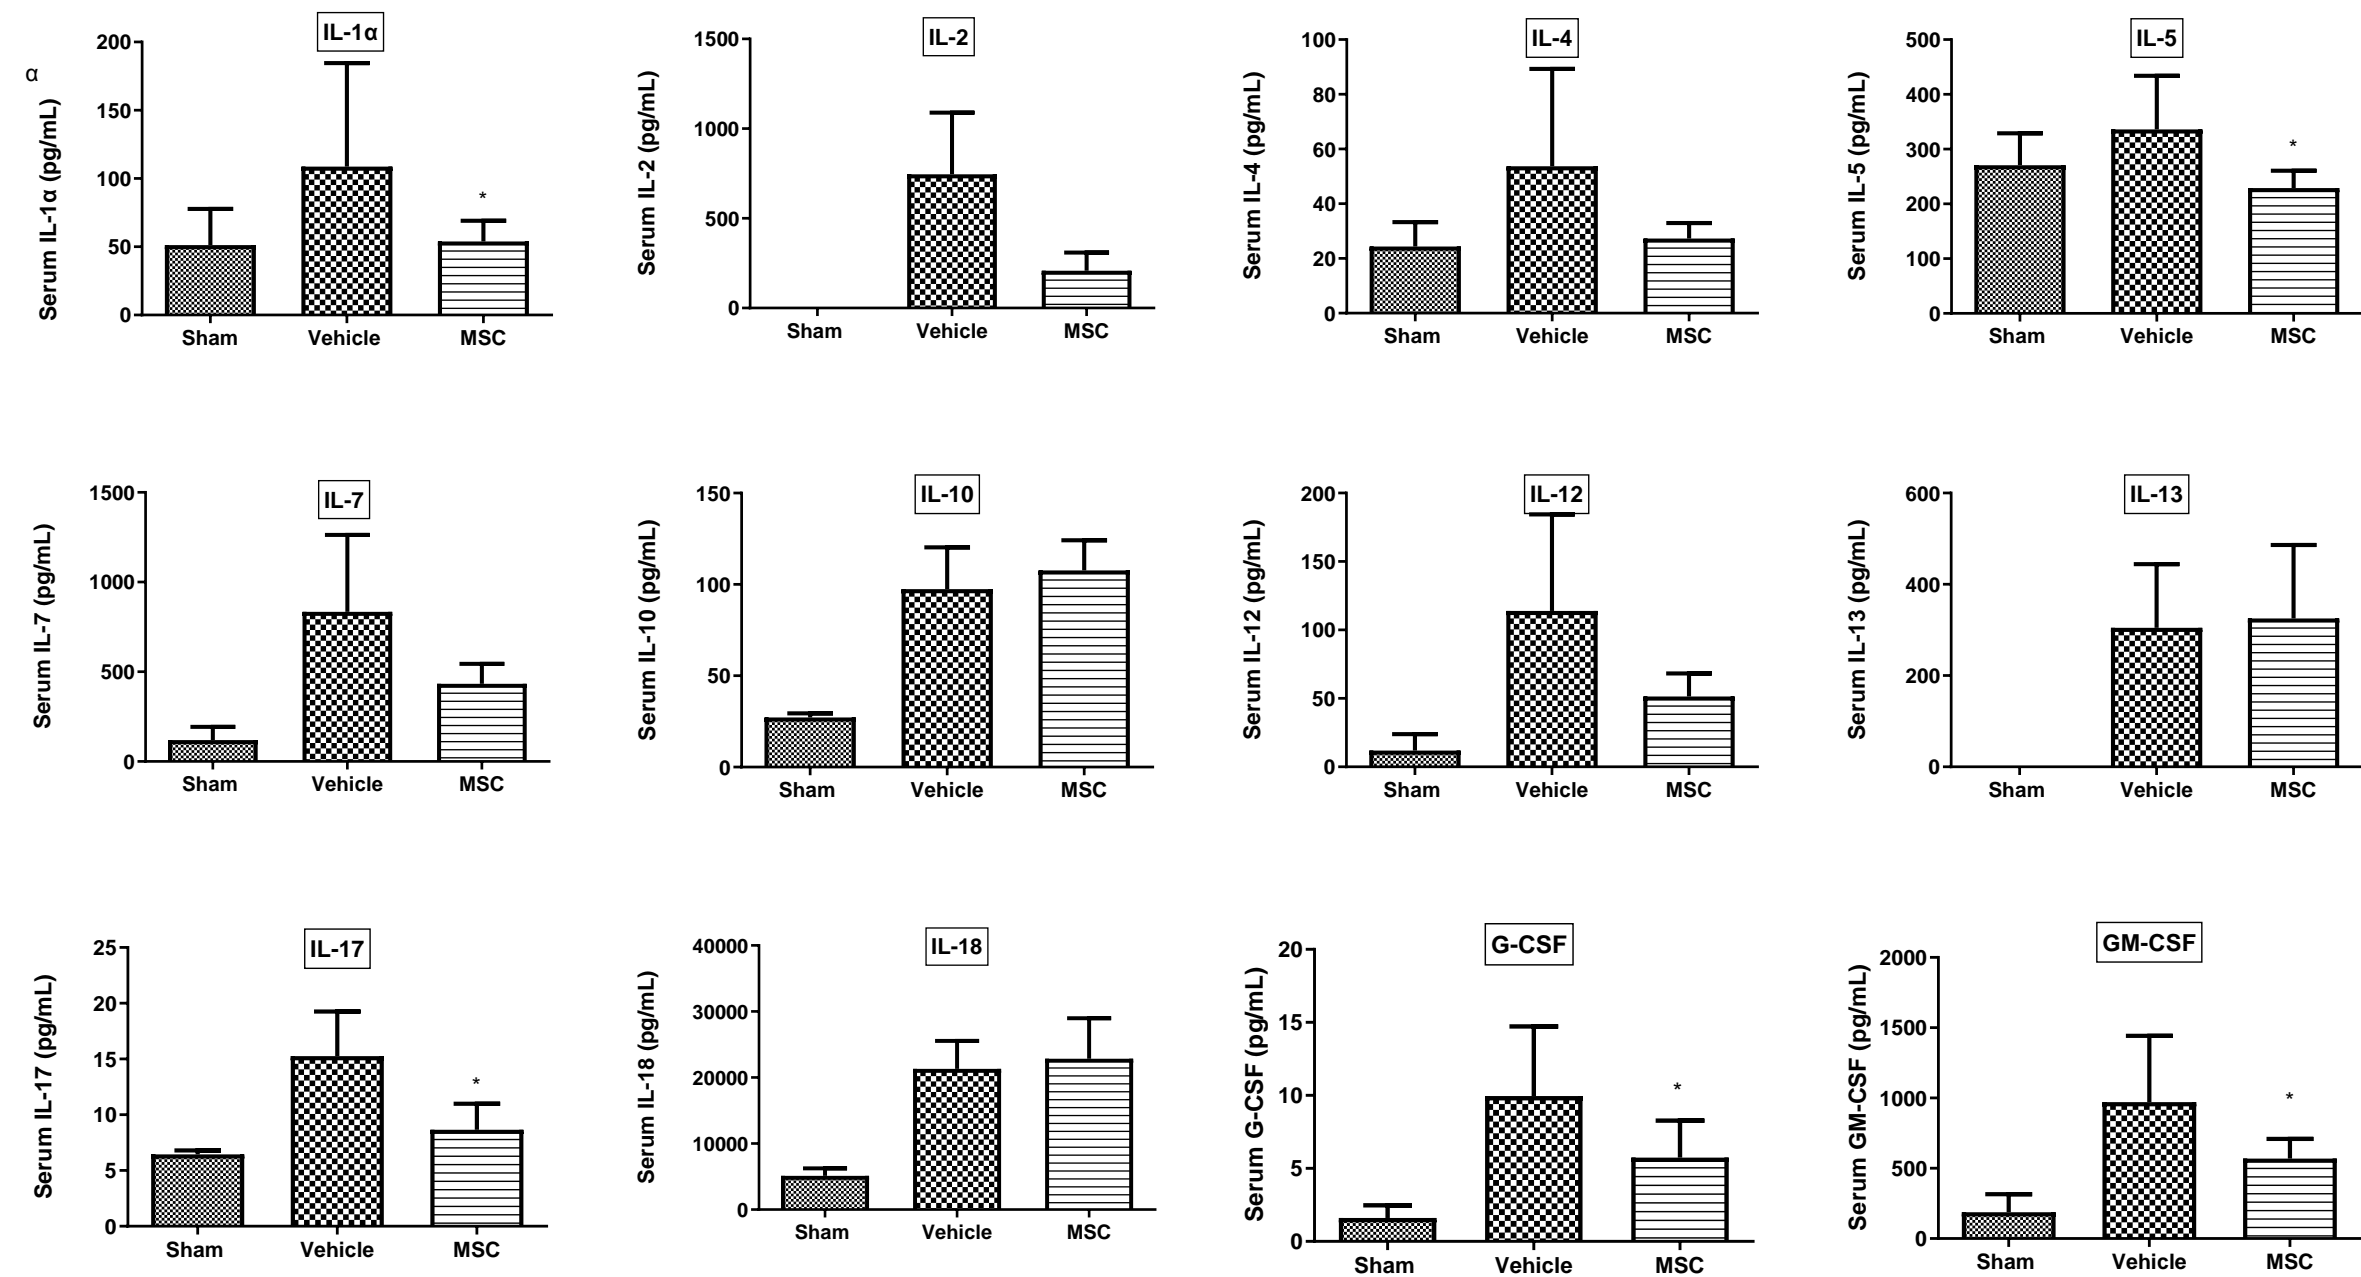 α
IL-1α
Serum IL-1α (pg/mL)
200
150
100
50
0
*
Sham Vehicle MSC
IL-2
Serum IL-2 (pg/mL)
1500
1000
500
0
Sham Vehicle MSC
IL-4
Serum IL-4 (pg/mL)
100
80
60
40
20
0
Sham Vehicle MSC
IL-5
Serum IL-5 (pg/mL)
500
400
300
200
100
0
*
Sham Vehicle MSC
IL-7
Serum IL-7 (pg/mL)
1500
1000
500
0
Sham Vehicle MSC
IL-10
Serum IL-10 (pg/mL)
150
100
50
0
Sham Vehicle MSC
IL-12
Serum IL-12 (pg/mL)
200
150
100
50
0
Sham Vehicle MSC
IL-13
Serum IL-13 (pg/mL)
600
400
200
0
Sham Vehicle MSC
IL-17
Serum IL-17 (pg/mL)
25
20
15
10
5
0
*
Sham Vehicle MSC
IL-18
Serum IL-18 (pg/mL)
40000
30000
20000
10000
0
Sham Vehicle MSC
G-CSF
Serum G-CSF (pg/mL)
20
15
10
5
0
*
Sham Vehicle MSC
GM-CSF
Serum GM-CSF (pg/mL)
2000
1500
1000
500
0
*
Sham Vehicle MSC